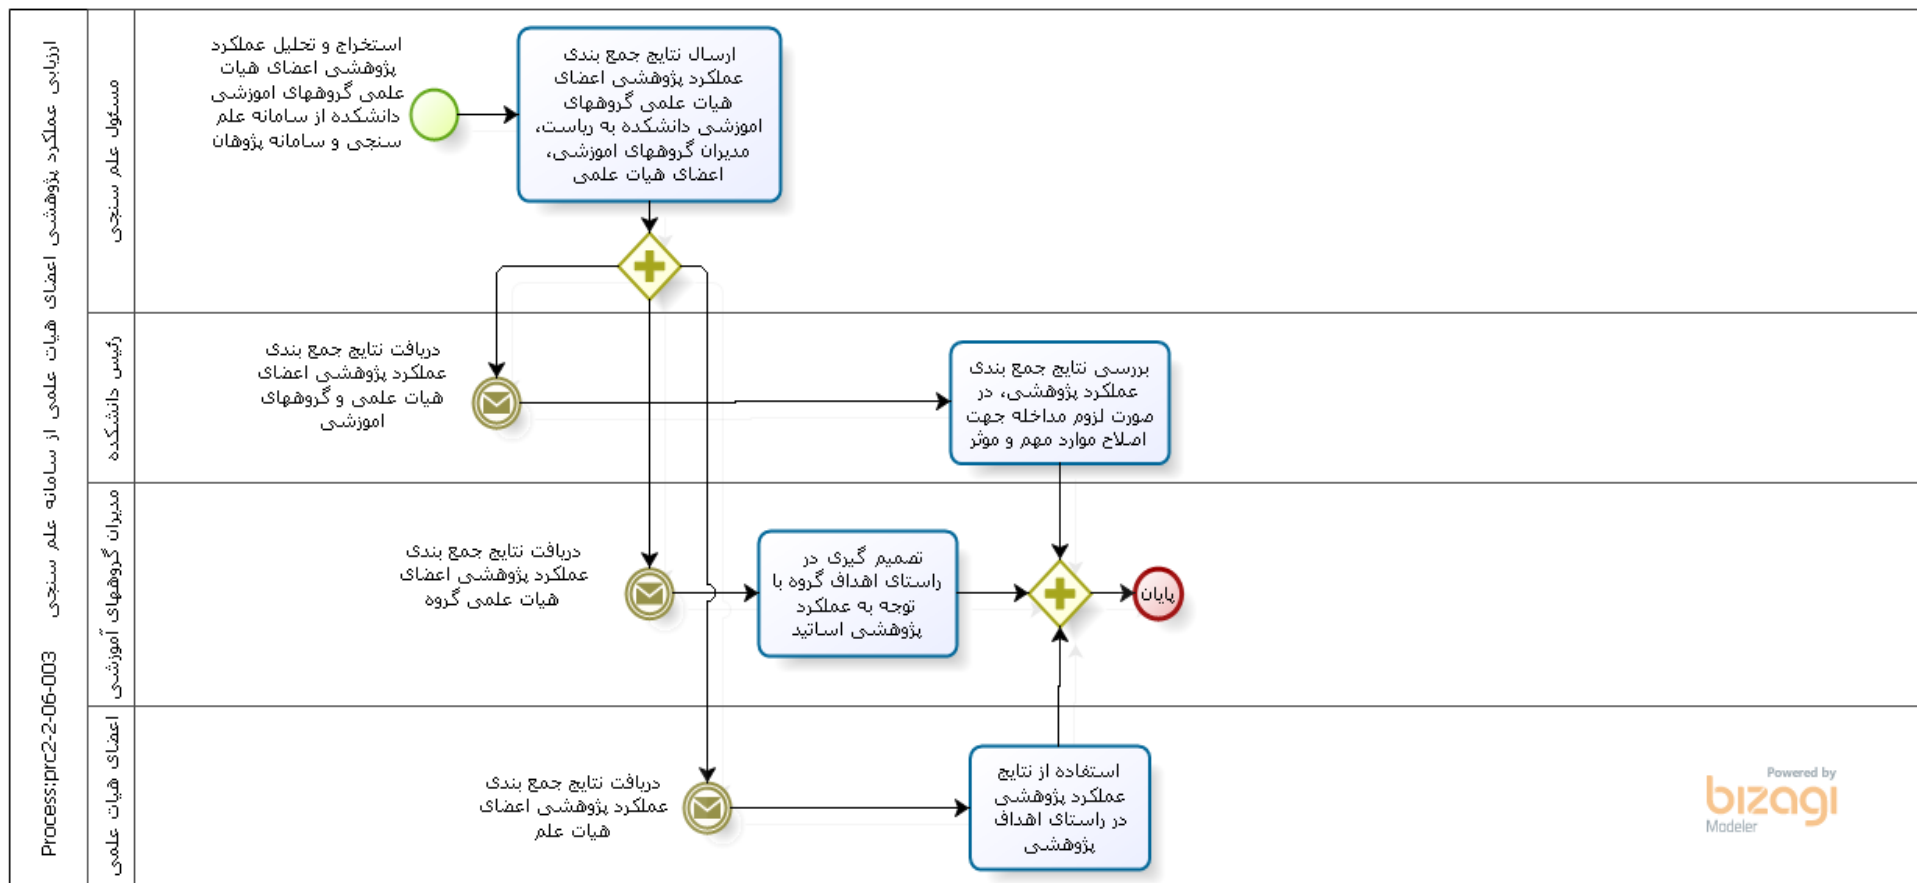 ارزیابی عملکرد پژوهشی اعضای هیات علمی از سامانه علم سنجی
Process:prc2-2-06-003
مسئول علم سنجی
استخراج و تحلیل عملکرد
پژوهشی اعضای هیات
علمی گروههای اموزشی
دانشکده از سامانه علم
سنجی و سامانه پژوهان
ارسال نتایج جمع بندی
عملکرد پژوهشی اعضای
هیات علمی گروههای
اموزشی دانشکده به ریاست،
مدیران گروههای اموزشی،
اعضای هیات علمی
رئیس دانشکده
دریافت نتایج جمع بندی
عملکرد پژوهشی اعضای
هیات علمی و گروههای
اموزشی
بررسی نتایج جمع بندی
عملکرد پژوهشی، در
صورت لزوم مداخله جهت
اصلاح موارد مهم و موثر
مدیران گروههای آموزشی
دریافت نتایج جمع بندی
عملکرد پژوهشی اعضای
هیات علمی گروه
تصمیم گیری در
راستای اهداف گروه با
توجه به عملکرد
پژوهشی اساتید
پایان
اعضای هیات علمی
دریافت نتایج جمع بندی
عملکرد پژوهشی اعضای
هیات علم
استفاده از نتایج
عملکرد پژوهشی
در راستای اهداف
پژوهشی
Powered by
bizagi
Modeler